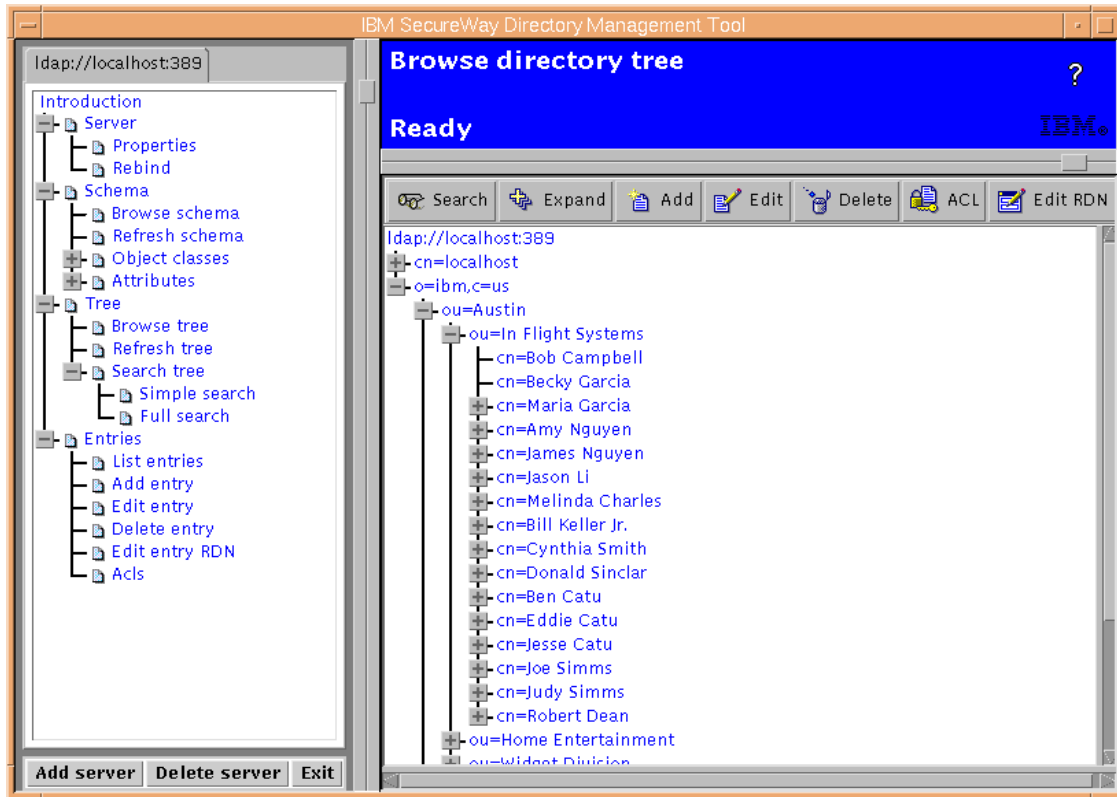 IBM SecureWay Directory Management Tool
ldap://localhost:389
Introduction
Server
Properties
Rebind
Schema
Browse schema
Refresh schema
Object classes
Attributes
Tree
Browse tree
Refresh tree
Search tree
Simple search
Full search
Entries
List entries
Add entry
Edit entry
Delete entry
Edit entry RDN
Acls
Add server
Delete server
Exit
Browse directory tree
?
Ready
IBM®
Search
Expand
Add
Edit
Delete
ACL
Edit RDN
ldap://localhost:389
cn=localhost
o=ibm,c=us
ou=Austin
ou=In Flight Systems
cn=Bob Campbell
cn=Becky Garcia
cn=Maria Garcia
cn=Amy Nguyen
cn=James Nguyen
cn=Jason Li
cn=Melinda Charles
cn=Bill Keller Jr.
cn=Cynthia Smith
cn=Donald Sinclar
cn=Ben Catu
cn=Eddie Catu
cn=Jesse Catu
cn=Joe Simms
cn=Judy Simms
cn=Robert Dean
ou=Home Entertainment
ou=Widget Division